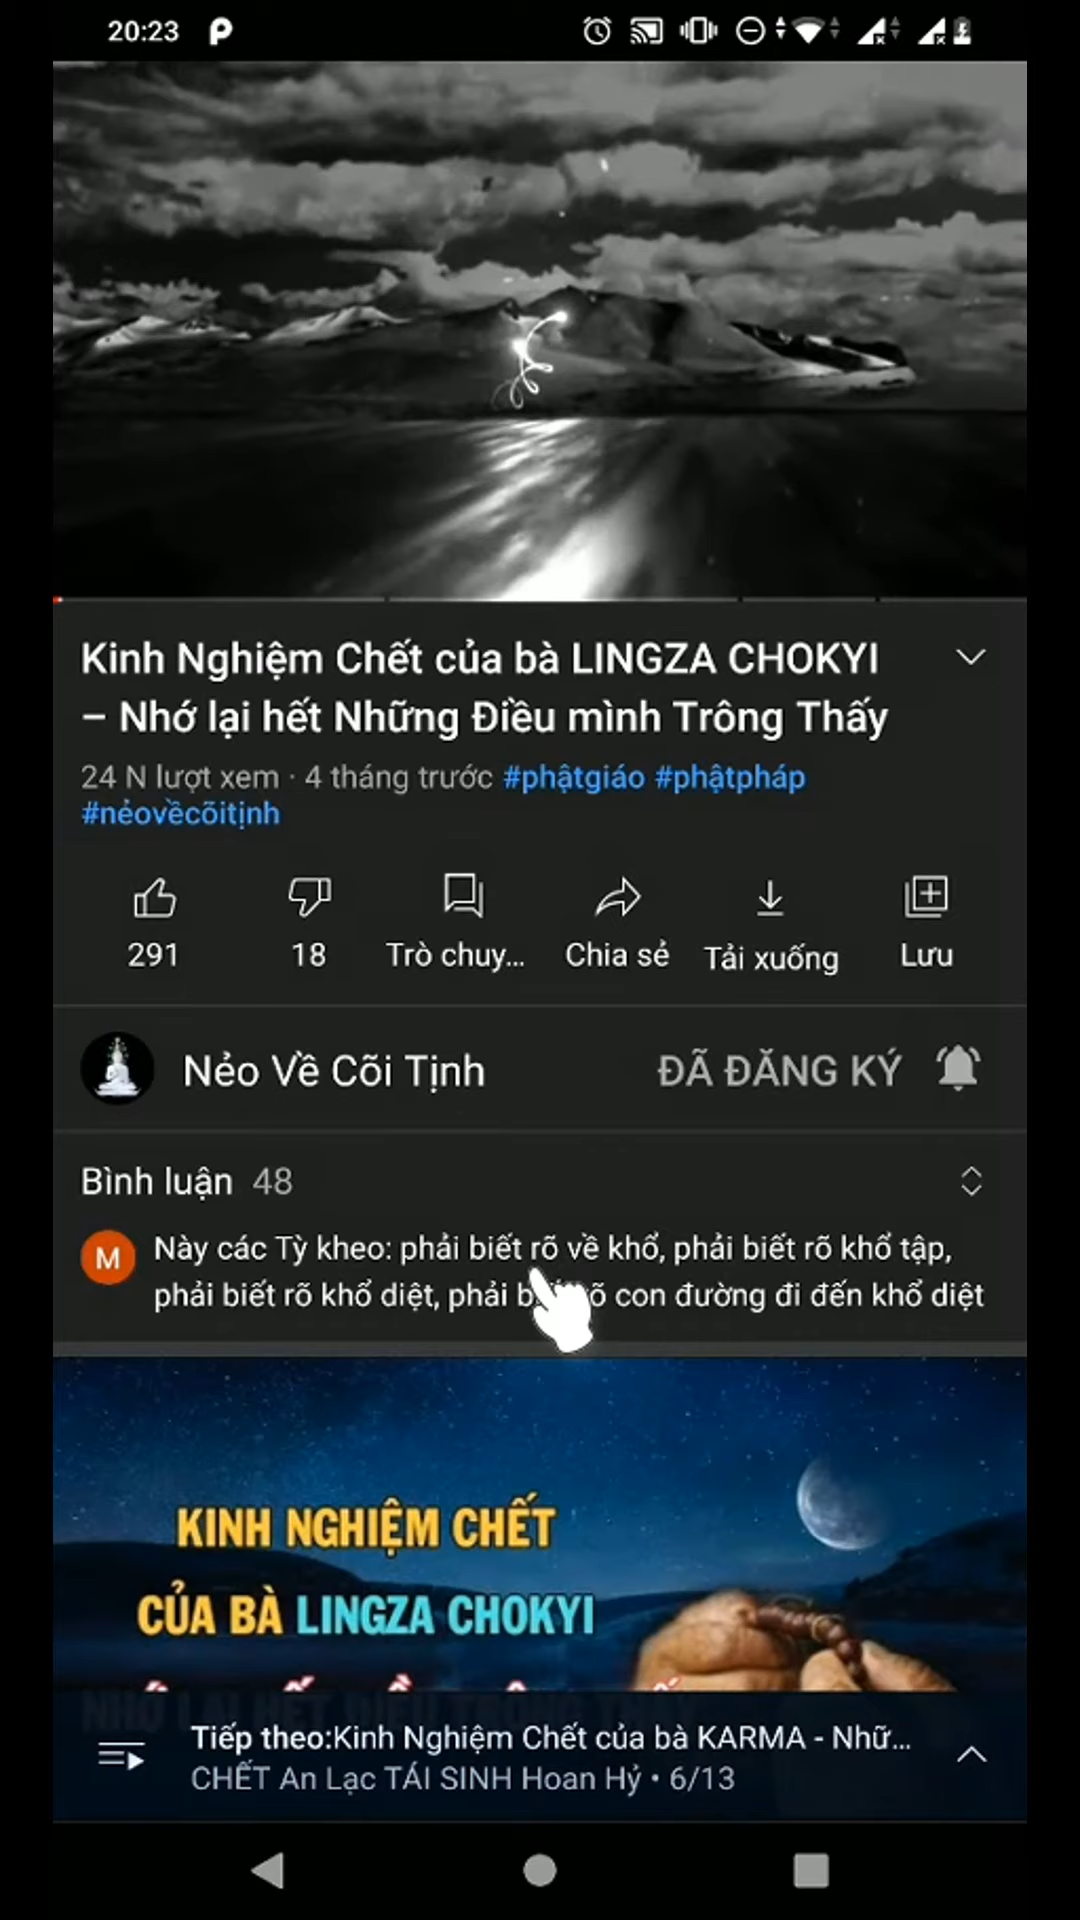 20:23
Kinh Nghiệm Chết của bà LINGZA CHOKYI
– Nhớ lại hết Những Điều mình Trông Thấy
24 N lượt xem · 4 tháng trước #phậtgiáo #phậtpháp
#nẻovềcõitịnh
291
18
Trò chuy...
Chia sẻ
Tải xuống
Lưu
Nẻo Về Cõi Tịnh
ĐÃ ĐĂNG KÝ
Bình luận 48
M
Này các Tỳ kheo: phải biết rõ về khổ, phải biết rõ khổ tập,
phải biết rõ khổ diệt, phải biết rõ con đường đi đến khổ diệt
KINH NGHIỆM CHẾT
CỦA BÀ LINGZA CHOKYI
Tiếp theo:Kinh Nghiệm Chết của bà KARMA - Nhữ...
CHẾT An Lạc TÁI SINH Hoan Hỷ • 6/13